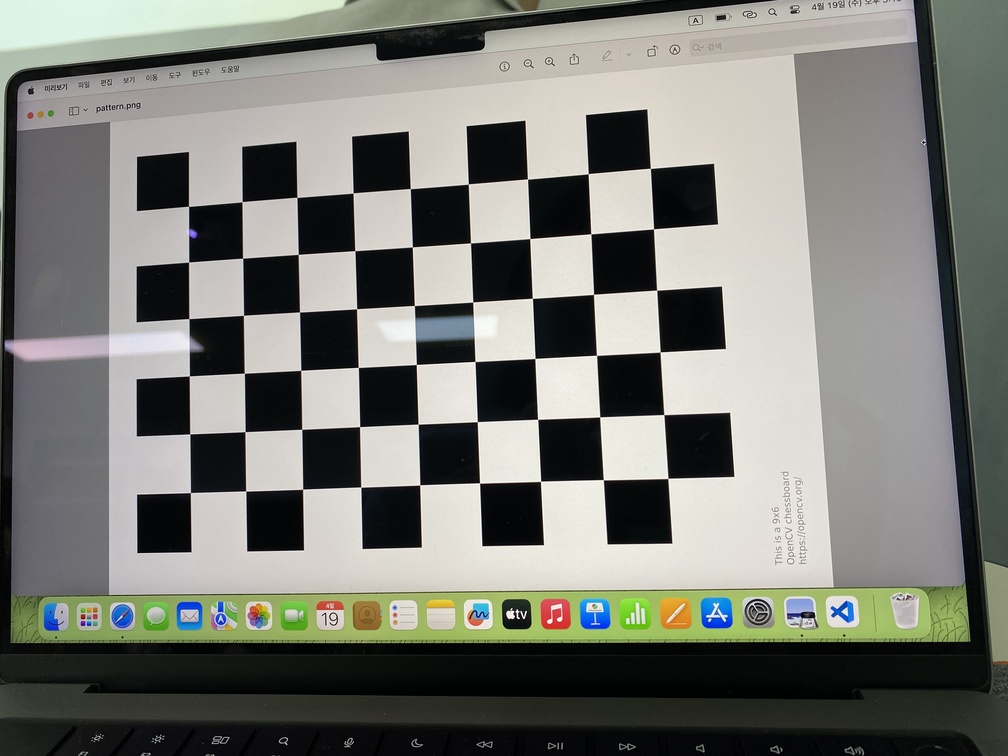 A
4월 19일 (수) 오후
미리보기 파일 편집 보기 이동 도구 윈도우 도움말
pattern.png
검색
This is a 9x6
OpenCV chessboard
https://opencv.org/
4월
19
tv